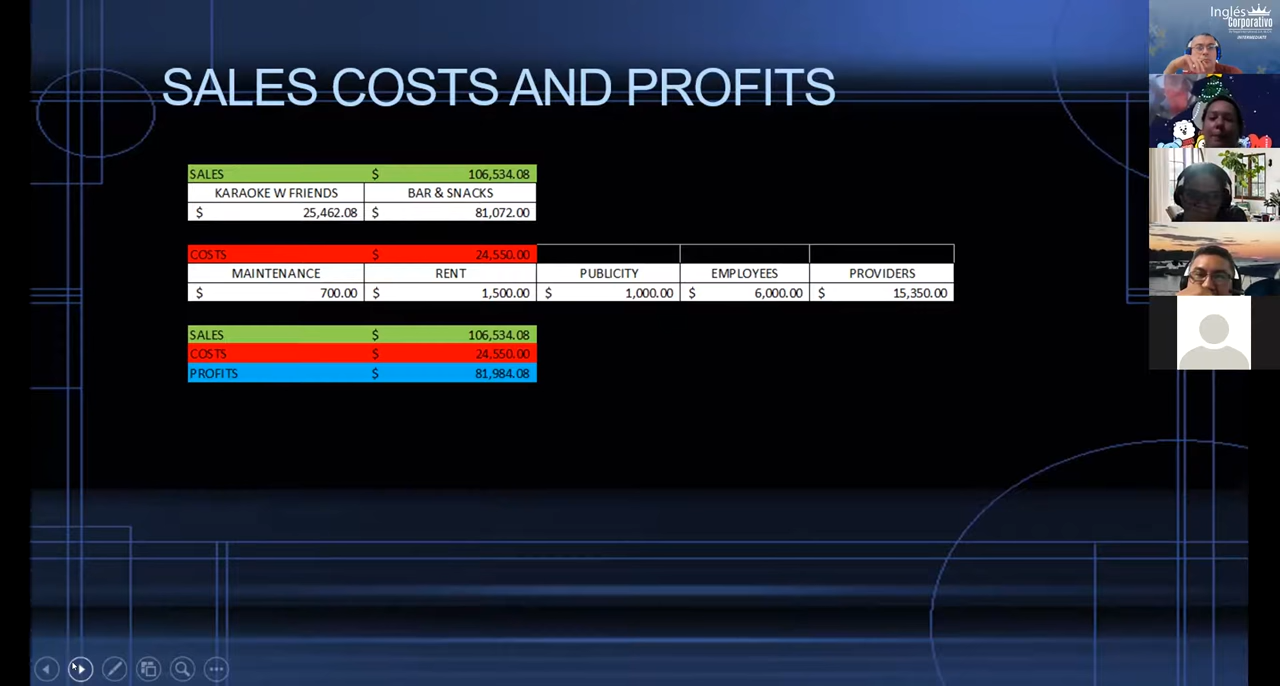 Inglés
Corporativo
INTERMEDIATE
SALES COSTS AND PROFITS
SALES $ 106,534.08
KARAOKE W FRIENDS BAR & SNACKS
$ 25,462.08 $ 81,072.00
COSTS $ 24,550.00
MAINTENANCE RENT PUBLICITY EMPLOYEES PROVIDERS
$ 700.00 $ 1,500.00 $ 1,000.00 $ 6,000.00 $ 15,350.00
SALES $ 106,534.08
COSTS $ 24,550.00
PROFITS $ 81,984.08